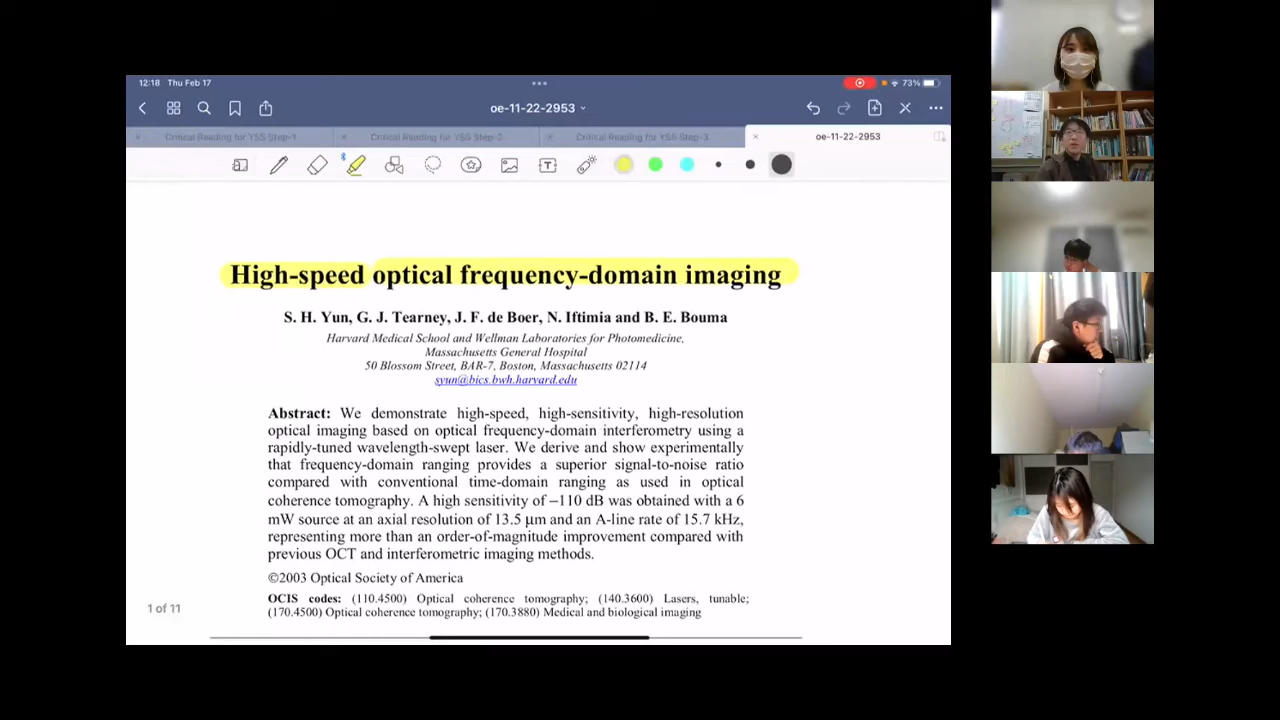 12:18 Thu Feb 17
73%
oe-11-22-2953
Critical Reading for YSS Step-1
Critical Reading for YSS Step-2
Critical Reading for YSS Step-3
oe-11-22-2953
T
High-speed optical frequency-domain imaging
S. H. Yun, G. J. Tearney, J. F. de Boer, N. Iftimia and B. E. Bouma
Harvard Medical School and Wellman Laboratories for Photomedicine,
Massachusetts General Hospital
50 Blossom Street, BAR-7, Boston, Massachusetts 02114
syun@bics.bwh.harvard.edu
Abstract: We demonstrate high-speed, high-sensitivity, high-resolution
optical imaging based on optical frequency-domain interferometry using a
rapidly-tuned wavelength-swept laser. We derive and show experimentally
that frequency-domain ranging provides a superior signal-to-noise ratio
compared with conventional time-domain ranging as used in optical
coherence tomography. A high sensitivity of −110 dB was obtained with a 6
mW source at an axial resolution of 13.5 μm and an A-line rate of 15.7 kHz,
representing more than an order-of-magnitude improvement compared with
previous OCT and interferometric imaging methods.
©2003 Optical Society of America
OCIS codes: (110.4500) Optical coherence tomography; (140.3600) Lasers, tunable;
(170.4500) Optical coherence tomography; (170.3880) Medical and biological imaging
1 of 11